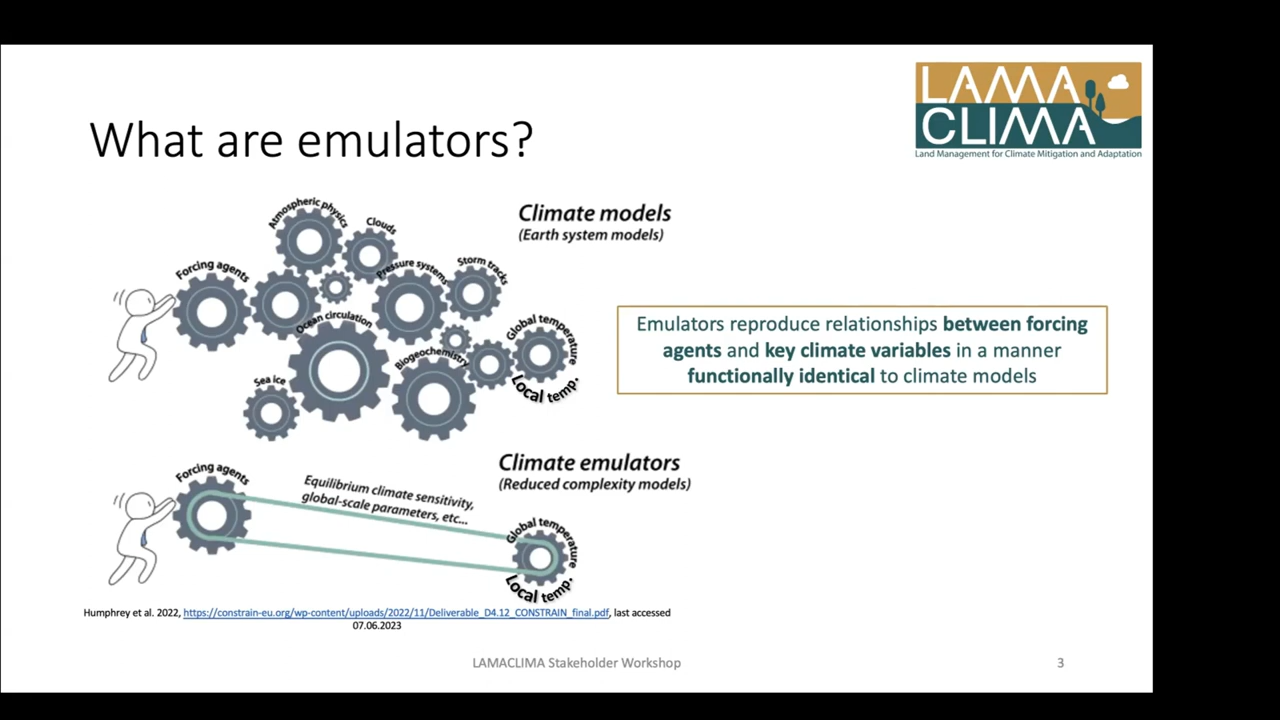 LAMA
CLIMA
Land Management for Climate Mitigation and Adaptation
What are emulators?
Climate models
(Earth system models)
Atmospheric physics
Clouds
Forcing agents
Pressure systems
Storm tracks
Ocean circulation
Global temperature
Local temp.
Biogeochemistry
Sea ice
Emulators reproduce relationships between forcing
agents and key climate variables in a manner
functionally identical to climate models
Climate emulators
(Reduced complexity models)
Forcing agents
Equilibrium climate sensitivity,
global-scale parameters, etc...
Global temperature
Local temp.
Humphrey et al. 2022, https://constrain-eu.org/wp-content/uploads/2022/11/Deliverable_D4.12_CONSTRAIN_final.pdf, last accessed
07.06.2023
LAMACLIMA Stakeholder Workshop
3